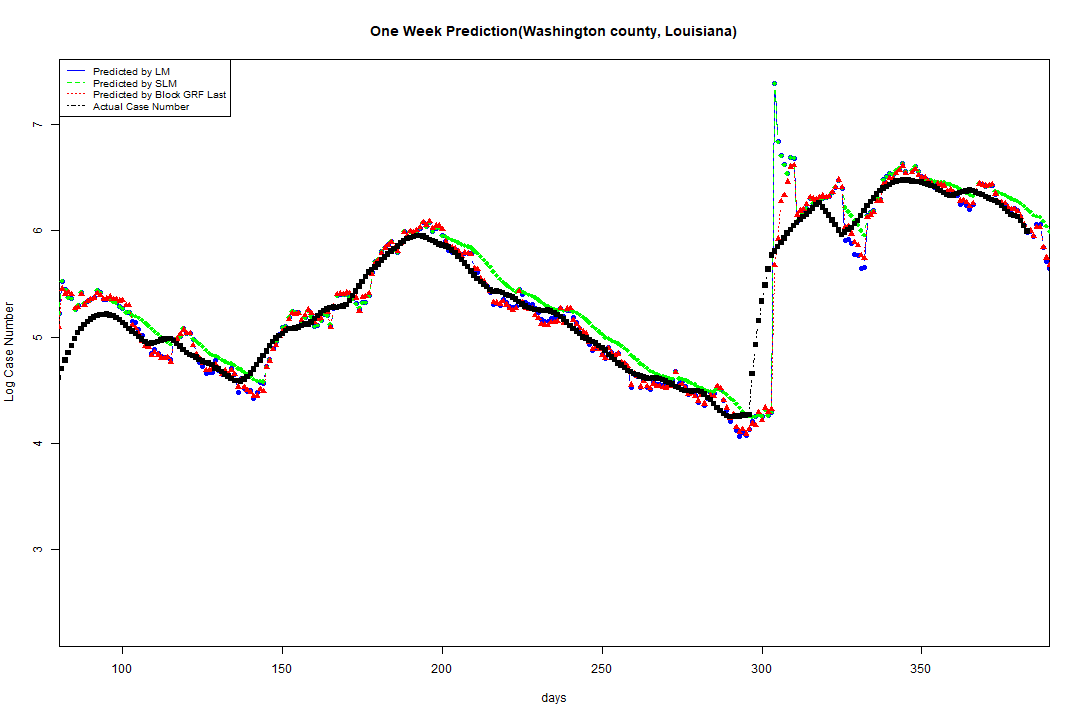 One Week Prediction(Washington county, Louisiana)
Predicted by LM
Predicted by SLM
Predicted by Block GRF Last
Actual Case Number
7
6
5
4
3
Log Case Number
100 150 200 250 300 350
days